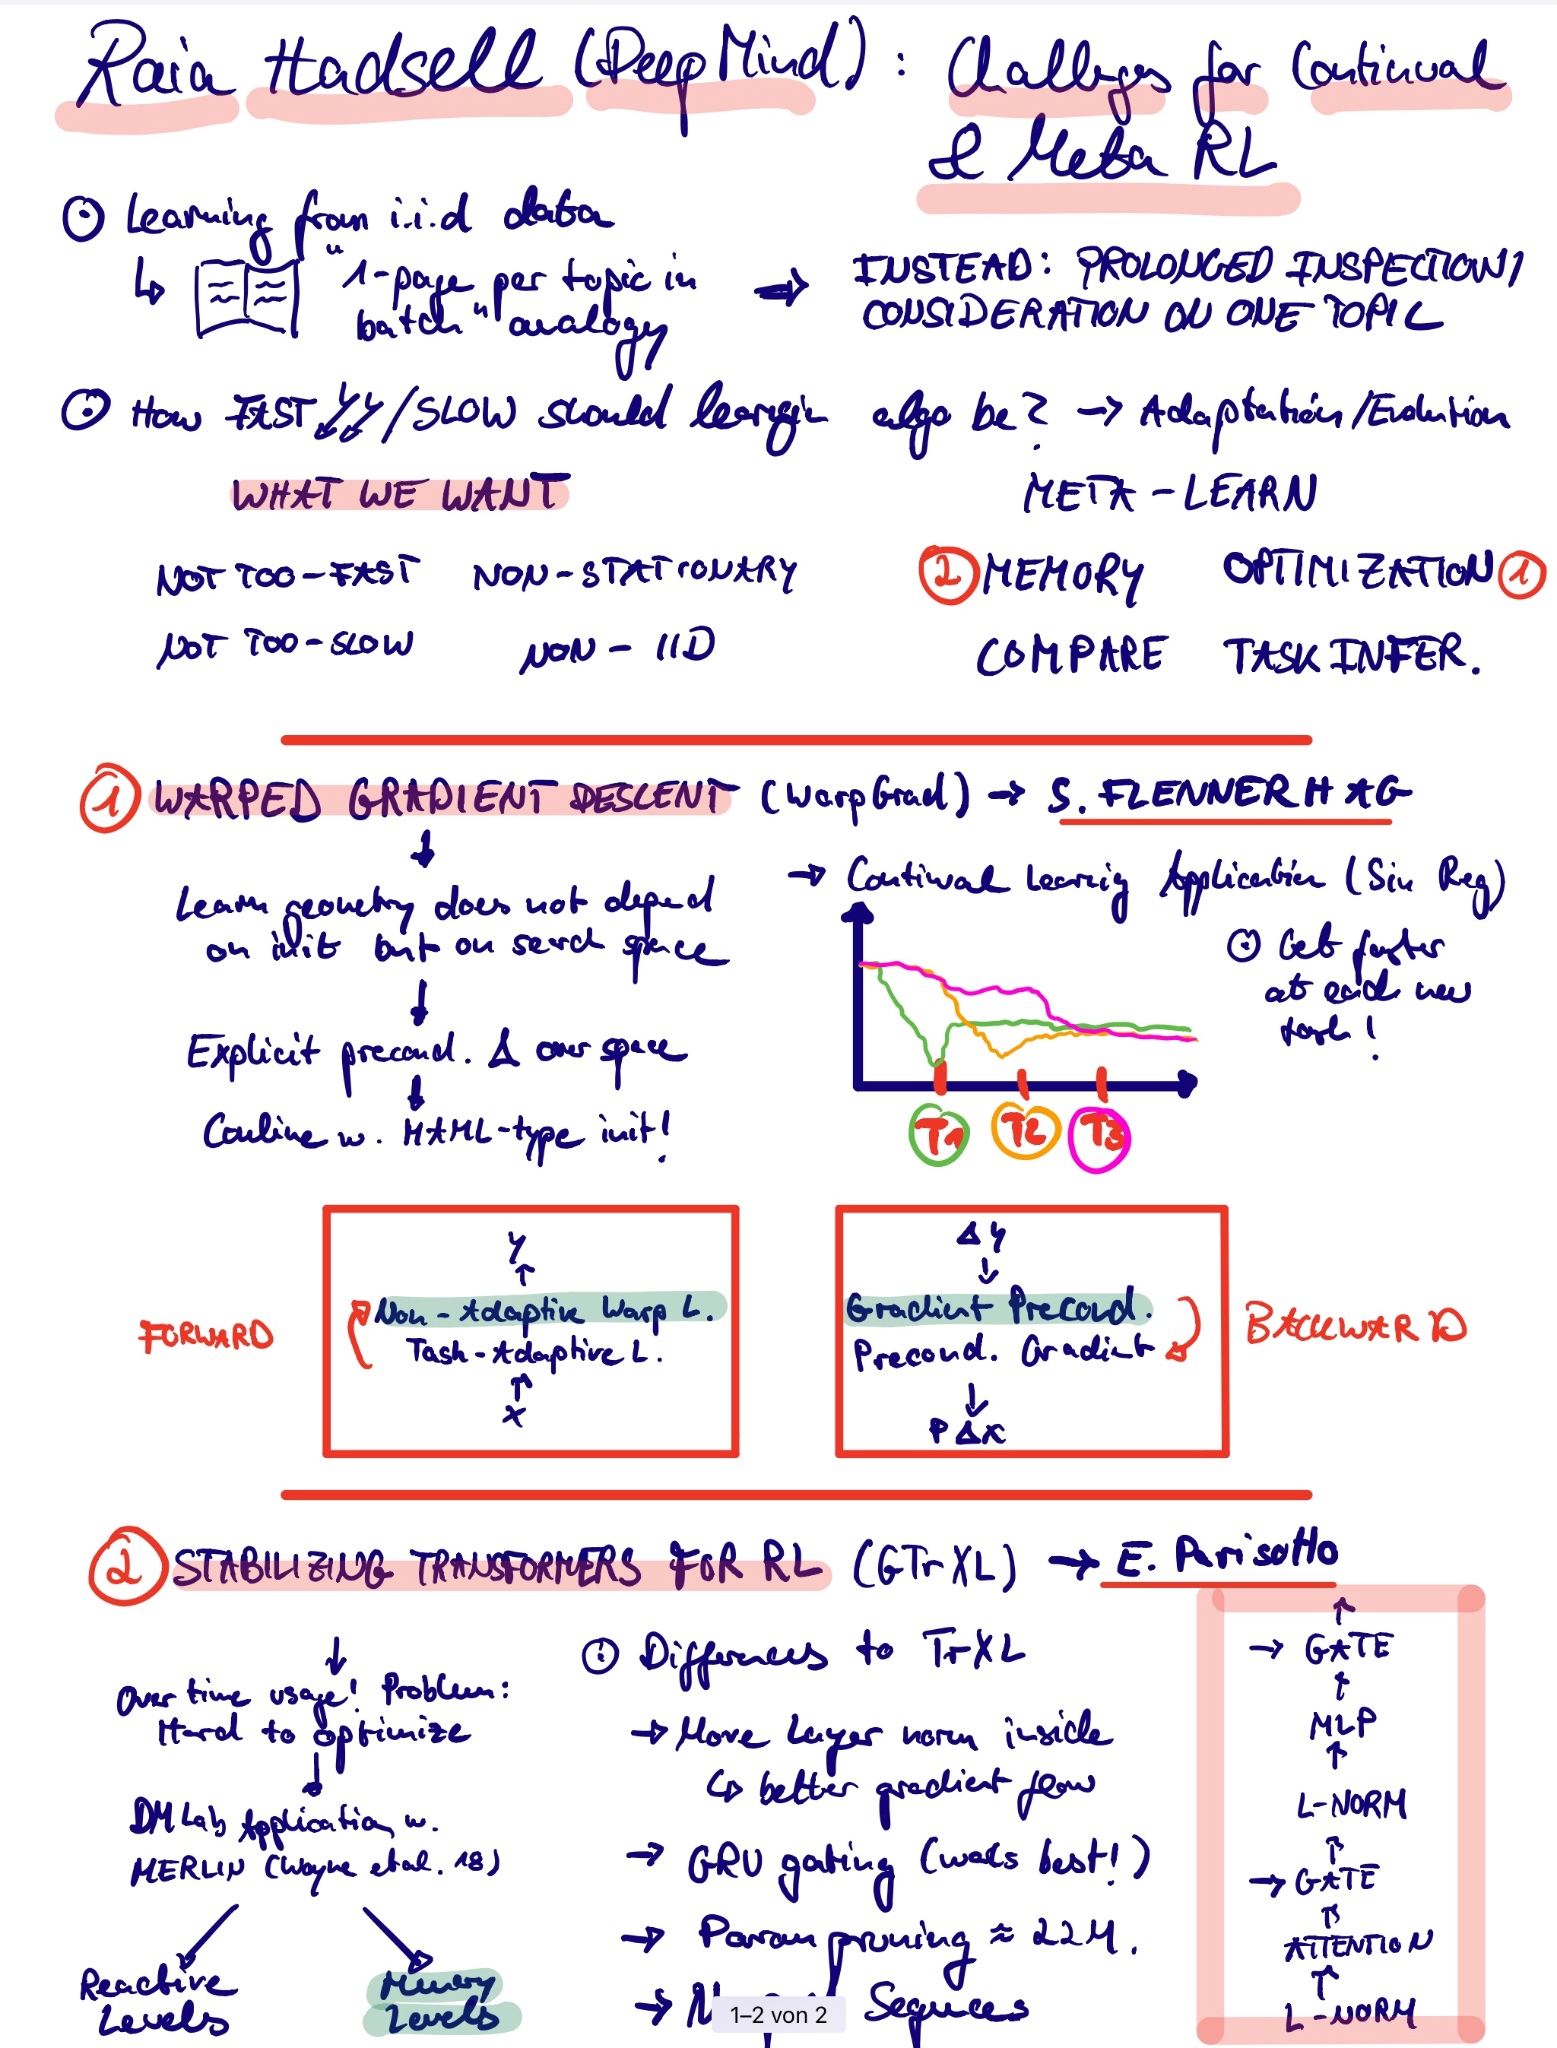 Raia Hadsell (DeepMind): Challenges for Continual
& Meta RL
Learning from i.i.d data
"1-page per topic in
batch" analogy
INSTEAD: PROLONGED INSPECTION/
CONSIDERATION ON ONE TOPIC
How FAST/SLOW should algo be? → Adaptation/Evolution
WHAT WE WANT
META-LEARN
NOT TOO-FAST NON-STATIONARY
NOT TOO-SLOW NON-IID
2 MEMORY OPTIMIZATION 1
COMPARE TASK INFER.
1 WARPED GRADIENT DESCENT (WarpGrad) → S. FLENNERHAG
Learn geometry does not depend
on init but on search space
Explicit precond. Δ over space
Combine w. MAML-type init!
→ Continual Learning Application (Sin Reg)
Get faster
at each new
task!
T1 T2 T3
FORWARD
Y
↑
Non-Adaptive Warp L.
Task-Adaptive L.
↑
X
Δy
↓
Gradient Precond.
Precond. Gradient
↓
P Δx
BACKWARD
2 STABILIZING TRANSFORMERS FOR RL (GTrXL) → E. Parisotto
Over time usage! Problem:
Hard to optimize
DMLab Application w.
MERLIN (Wayne et al. 18)
Reactive
Levels
Memory
Levels
Differences to TrXL
→ Move Layer norm inside
↳ better gradient flow
→ GRU gating (works best!)
→ Param pruning ≈ 22M.
→ Sequences
↑
→ GATE
↑
MLP
↑
L-NORM
↑
→ GATE
↑
ATTENTION
↑
L-NORM
1–2 von 2